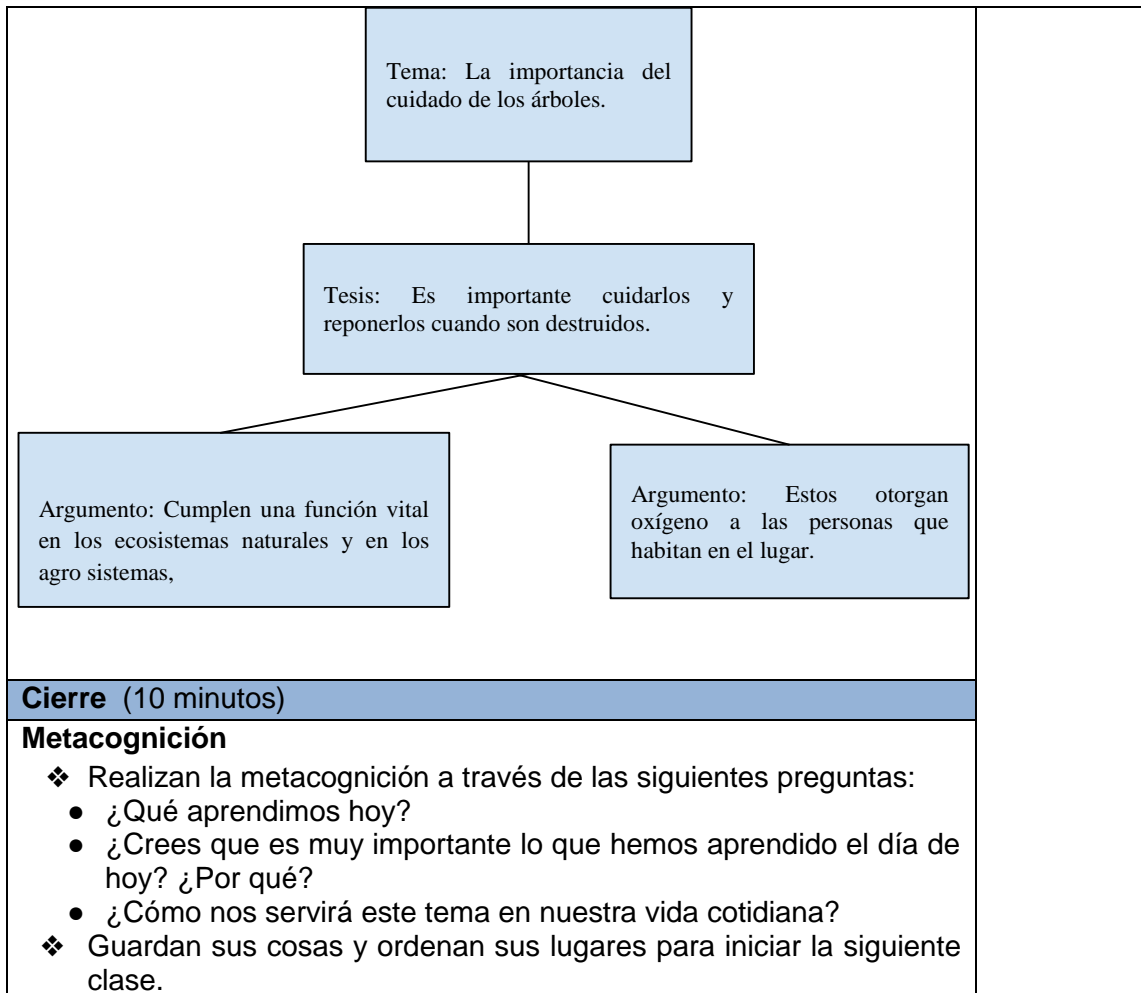 Tema: La importancia del
cuidado de los árboles.
Tesis: Es importante cuidarlos y
reponerlos cuando son destruidos.
Argumento: Cumplen una función vital
en los ecosistemas naturales y en los
agro sistemas,
Argumento: Estos otorgan
oxígeno a las personas que
habitan en el lugar.
Cierre (10 minutos)
Metacognición
❖ Realizan la metacognición a través de las siguientes preguntas:
● ¿Qué aprendimos hoy?
● ¿Crees que es muy importante lo que hemos aprendido el día de
hoy? ¿Por qué?
● ¿Cómo nos servirá este tema en nuestra vida cotidiana?
❖ Guardan sus cosas y ordenan sus lugares para iniciar la siguiente
clase.